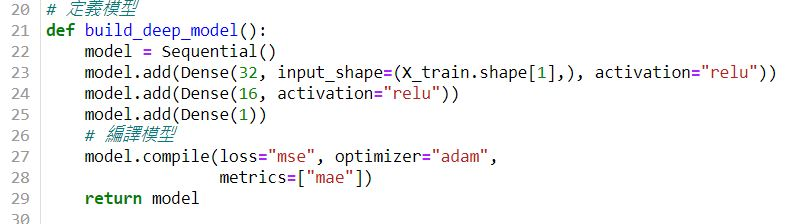 20 # 定義模型
21 def build_deep_model():
22     model = Sequential()
23     model.add(Dense(32, input_shape=(X_train.shape[1],), activation="relu"))
24     model.add(Dense(16, activation="relu"))
25     model.add(Dense(1))
26     # 編譯模型
27     model.compile(loss="mse", optimizer="adam",
28                   metrics=["mae"])
29     return model
30